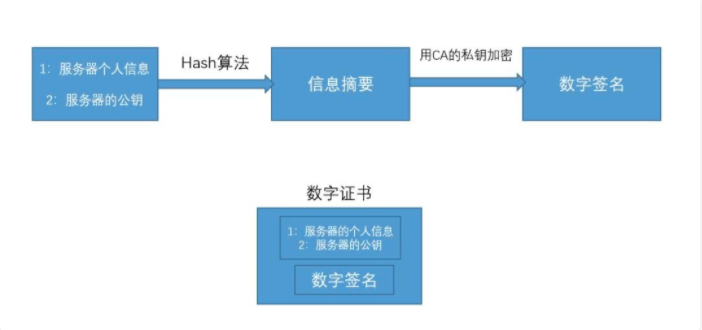 1：服务器个人信息
2：服务器的公钥
Hash算法
信息摘要
用CA的私钥加密
数字签名
数字证书
1：服务器的个人信息
2：服务器的公钥
数字签名